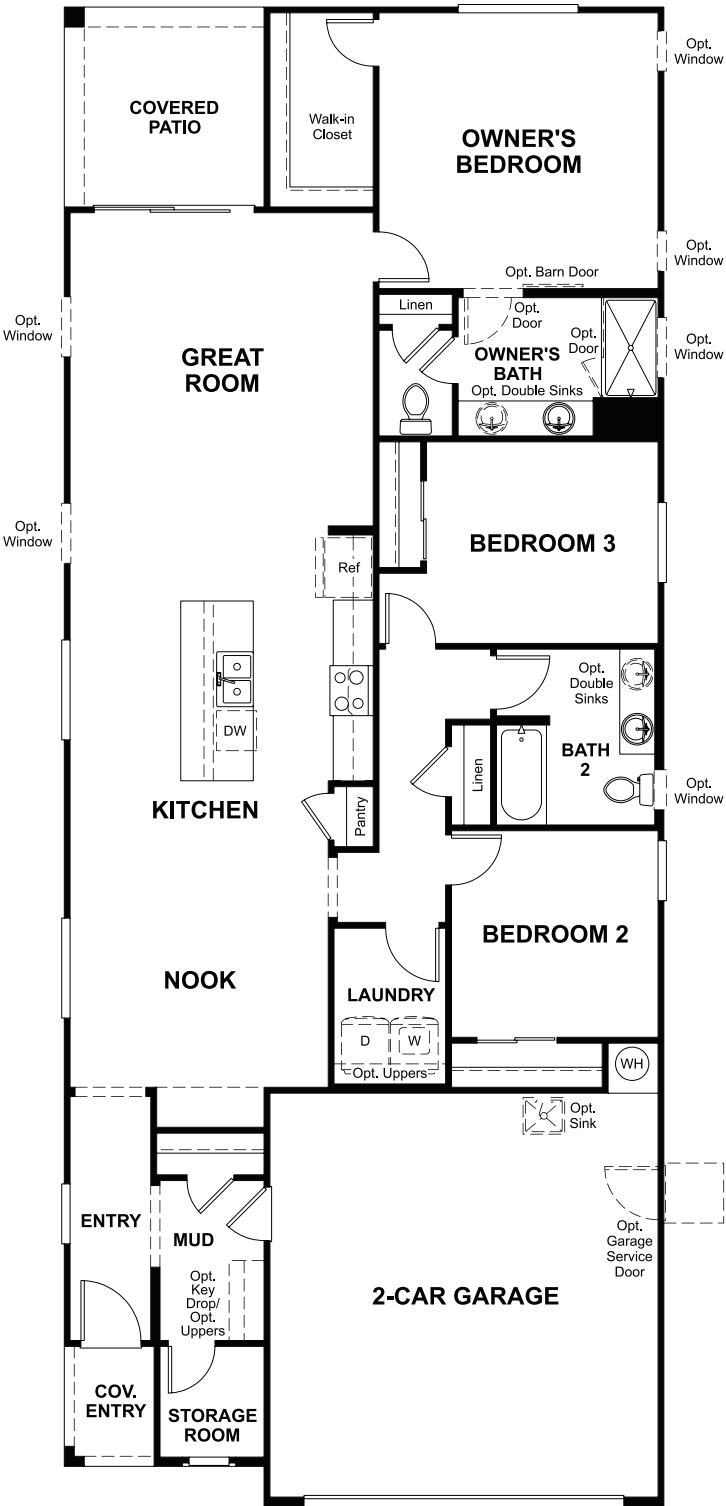 Opt.
Window
COVERED
PATIO
Walk-in
Closet
OWNER'S
BEDROOM
Opt.
Window
Opt. Barn Door
Linen
Opt.
Door
Opt.
Window
GREAT
ROOM
Opt.
Door
Opt.
Window
OWNER'S
BATH
Opt. Double Sinks
Opt.
Window
BEDROOM 3
Ref
Opt.
Double
Sinks
DW
BATH
2
Linen
Opt.
Window
KITCHEN
Pantry
BEDROOM 2
NOOK
LAUNDRY
D
W
Opt. Uppers
WH
Opt.
Sink
ENTRY
MUD
Opt.
Garage
Service
Door
Opt.
Key
Drop/
Opt.
Uppers
2-CAR GARAGE
COV.
ENTRY
STORAGE
ROOM